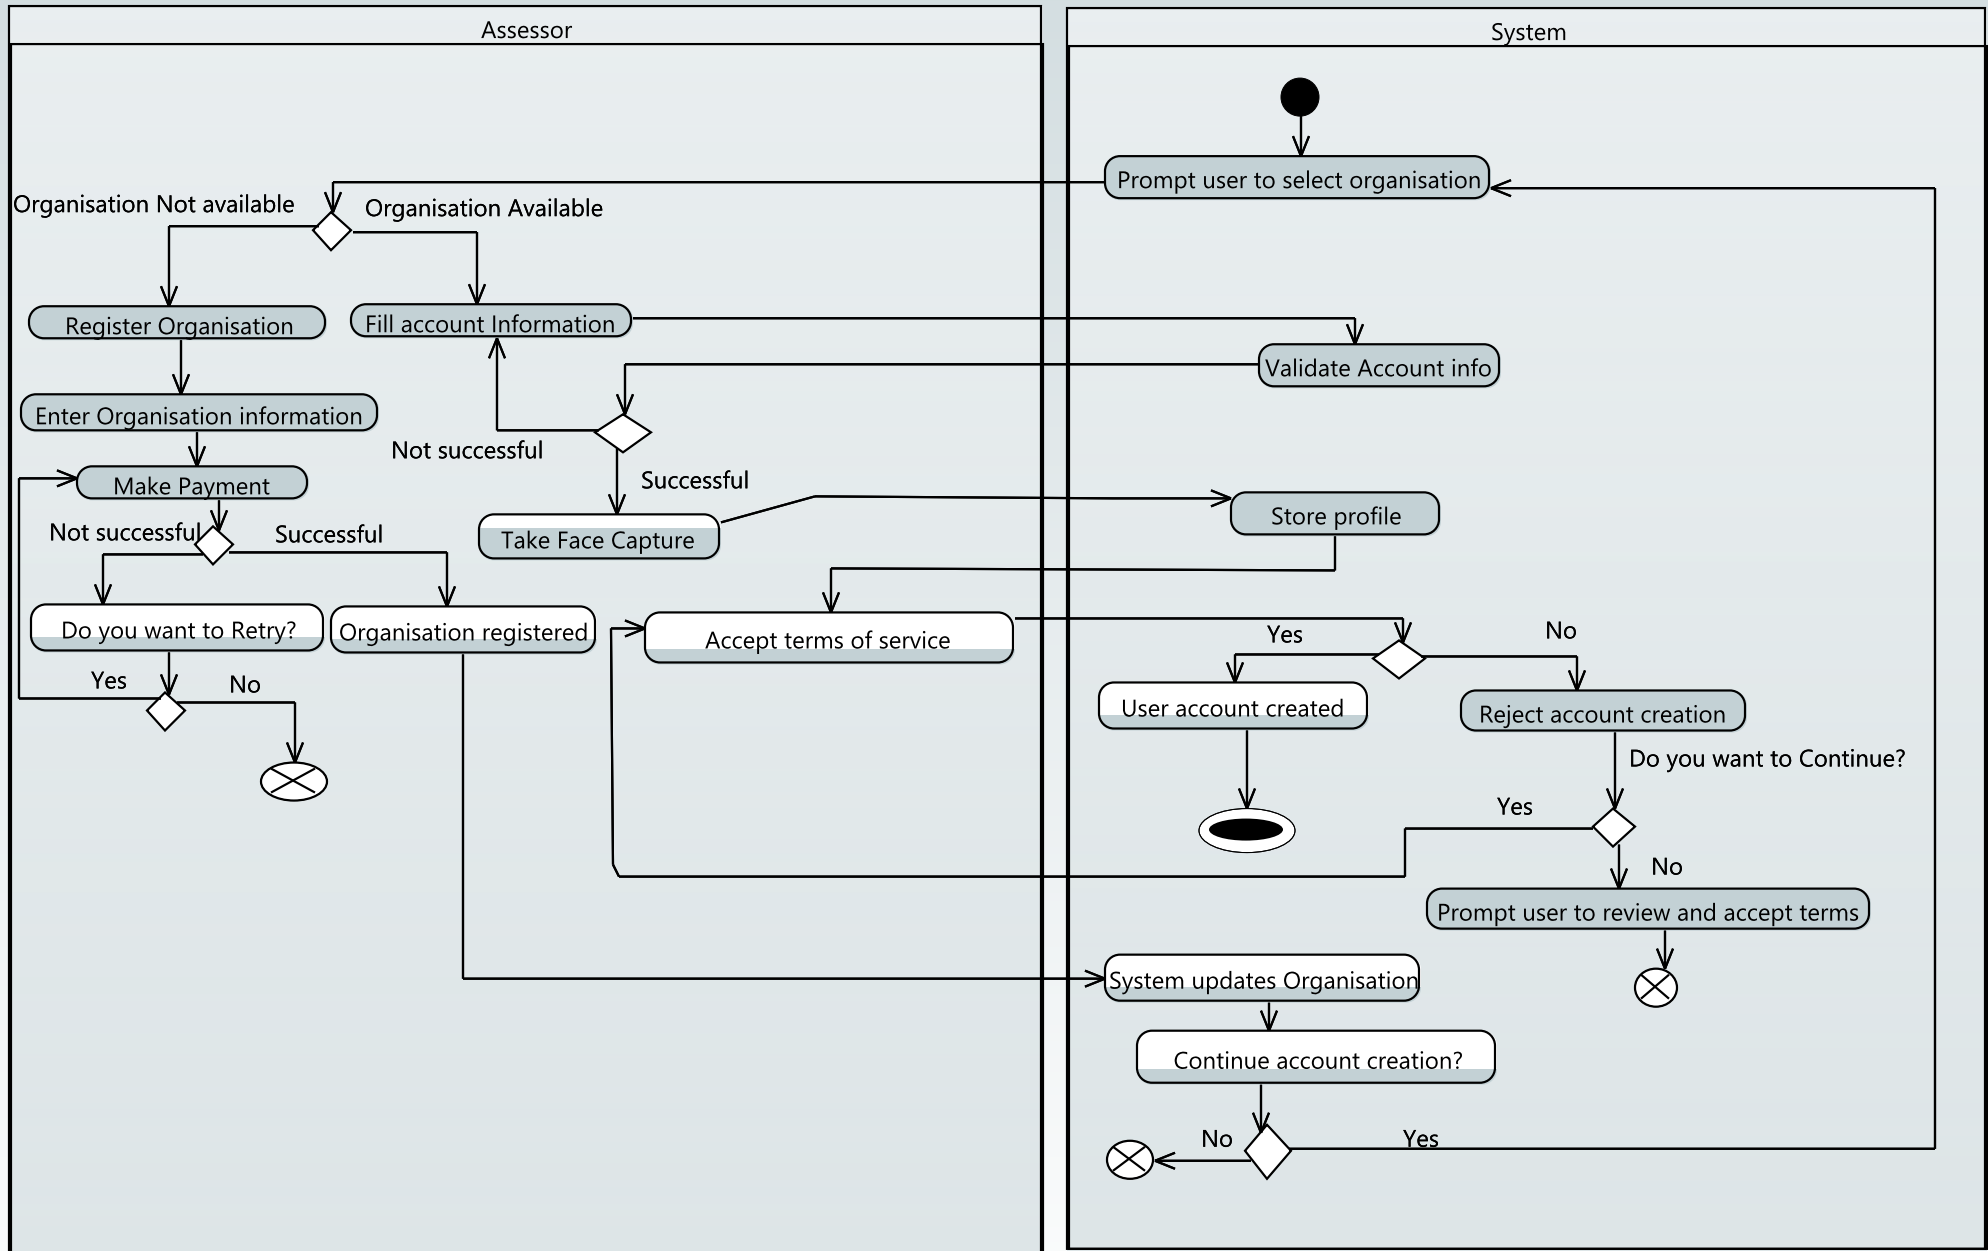 Assessor
System
Prompt user to select organisation
Organisation Not available
Organisation Available
Register Organisation
Fill account Information
Validate Account info
Enter Organisation information
Not successful
Successful
Make Payment
Store profile
Not successful
Successful
Take Face Capture
Do you want to Retry?
Organisation registered
Accept terms of service
Yes
No
Yes
No
User account created
Reject account creation
Do you want to Continue?
Yes
No
Prompt user to review and accept terms
System updates Organisation
Continue account creation?
No
Yes